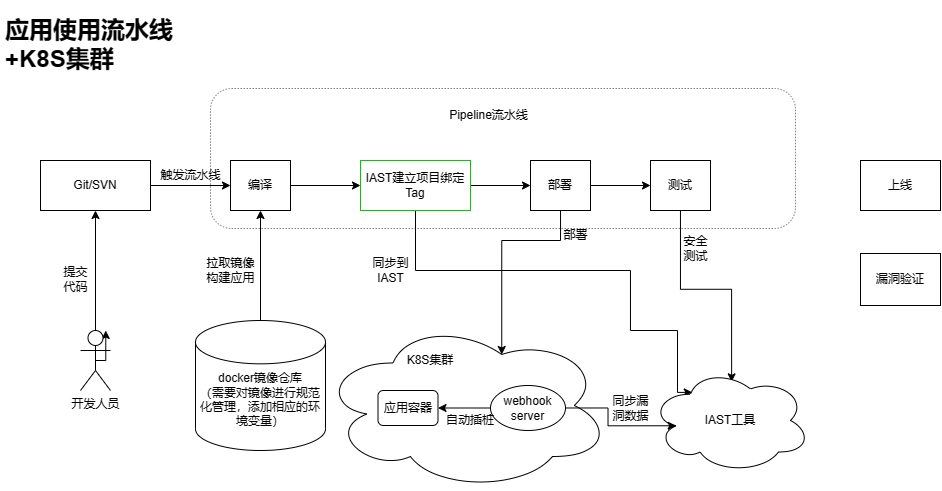 应用使用流水线
+K8S集群
Pipeline流水线
Git/SVN
触发流水线
编译
IAST建立项目绑定
Tag
部署
测试
上线
提交
代码
拉取镜像
构建应用
同步到
IAST
部署
安全
测试
漏洞验证
开发人员
docker镜像仓库
（需要对镜像进行规范
化管理，添加相应的环
境变量）
K8S集群
应用容器
自动插桩
webhook
server
同步漏
洞数据
IAST工具